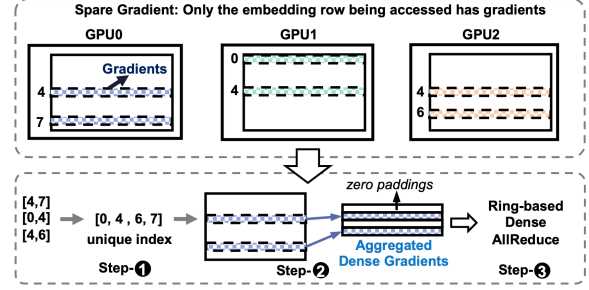 Spare Gradient: Only the embedding row being accessed has gradients
GPU0
GPU1
GPU2
Gradients
4
7
0
4
4
6
[4,7]
[0,4]
[4,6]
[0, 4 , 6, 7]
unique index
zero paddings
Aggregated
Dense Gradients
Ring-based
Dense
AllReduce
Step-❶
Step-❷
Step-❸